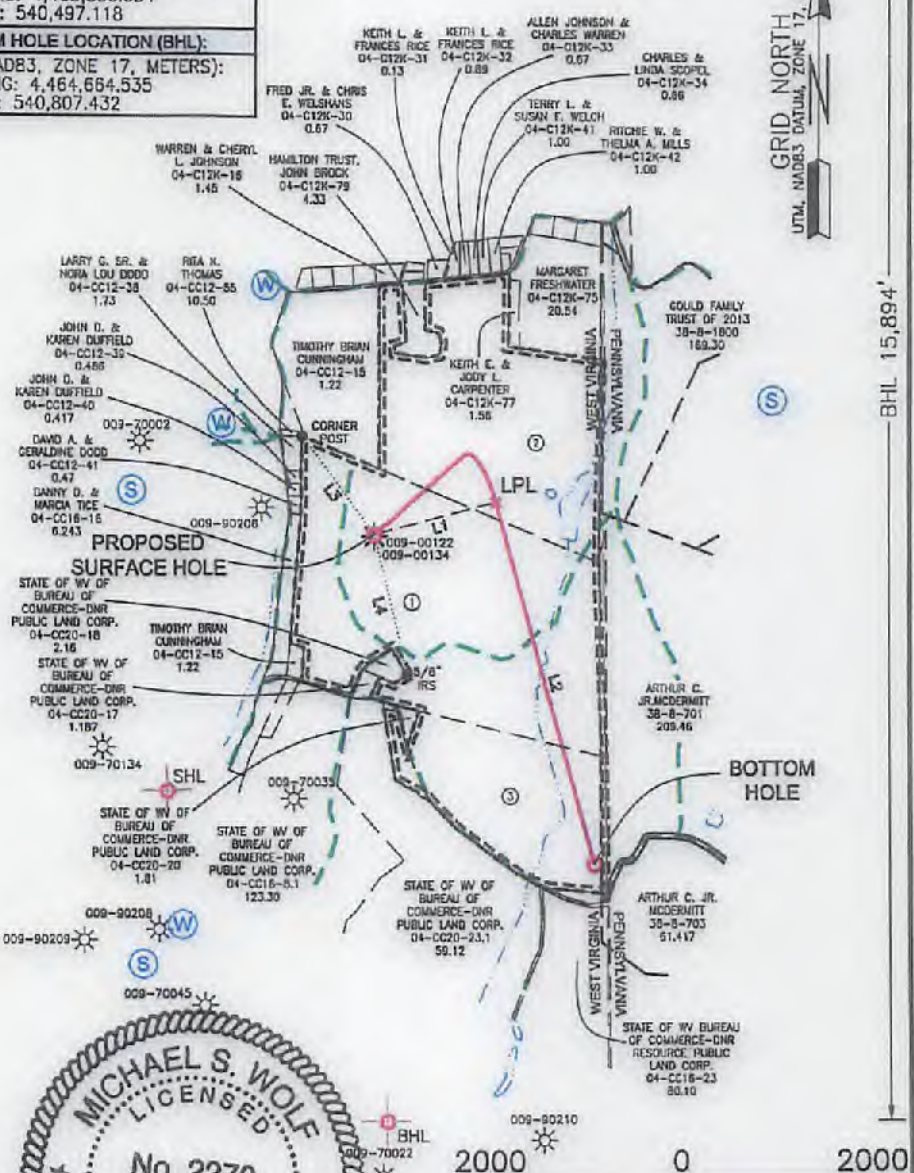 : 540,497.118
M HOLE LOCATION (BHL):
AD83, ZONE 17, METERS):
NG: 4,464,664.535
: 540,807.432
GRID NORTH
UTM, NAD83 DATUM, ZONE 17.
BHL 15,894'
KEITH L. &
FRANCES RICE
04-C12K-31
0.13
KEITH L. &
FRANCES RICE
04-C12K-32
0.89
ALLEN JOHNSON &
CHARLES WARREN
04-C12K-33
0.67
CHARLES &
LINDA SCOPEL
04-C12K-34
0.86
FRED JR. & CHRIS
E. WELSHANS
04-C12K-30
0.67
TERRY L. &
SUSAN F. WELCH
04-C12K-41
1.00
RITCHIE W. &
THELMA A. MILLS
04-C12K-42
1.00
WARREN & CHERYL
L. JOHNSON
04-C12K-16
1.45
HAMILTON TRUST,
JOHN BROCK
04-C12K-79
4.33
LARRY G. SR. &
NORA LOU DODD
04-CC12-38
1.73
RITA K.
THOMAS
04-CC12-55
10.50
W
MARGARET
FRESHWATER
04-C12K-75
20.54
GOULD FAMILY
TRUST OF 2013
38-8-1800
169.30
JOHN D. &
KAREN DUFFIELD
04-CC12-39
0.486
TIMOTHY BRIAN
CUNNINGHAM
04-CC12-15
1.22
KEITH E. &
JODY L.
CARPENTER
04-C12K-77
1.56
WEST VIRGINIA
PENNSYLVANIA
S
JOHN D. &
KAREN DUFFIELD
04-CC12-40
0.417
009-70002
W
CORNER
POST
2
DAVID A. &
GERALDINE DODD
04-CC12-41
0.47
S
L3
LPL
L1
DANNY D. &
MARCIA TICE
04-CC16-16
6.243
009-90206
009-00122
009-00134
PROPOSED
SURFACE HOLE
STATE OF WV OF
BUREAU OF
COMMERCE-DNR
PUBLIC LAND CORP.
04-CC20-18
2.16
L4
1
TIMOTHY BRIAN
CUNNINGHAM
04-CC12-15
1.22
5/8"
IRS
L2
STATE OF WV OF
BUREAU OF
COMMERCE-DNR
PUBLIC LAND CORP.
04-CC20-17
1.187
ARTHUR C.
JR.MCDERMITT
38-8-701
209.46
009-70134
SHL
009-70033
3
BOTTOM
HOLE
STATE OF WV OF
BUREAU OF
COMMERCE-DNR
PUBLIC LAND CORP.
04-CC20-20
1.81
STATE OF WV OF
BUREAU OF
COMMERCE-DNR
PUBLIC LAND CORP.
04-CC16-8.1
123.30
STATE OF WV OF
BUREAU OF
COMMERCE-DNR
PUBLIC LAND CORP.
04-CC20-23.1
59.12
ARTHUR C. JR.
MCDERMITT
38-8-703
61.417
009-90208
W
009-90209
S
009-70045
WEST VIRGINIA
PENNSYLVANIA
STATE OF WV BUREAU
OF COMMERCE-DNR
RESOURCE PUBLIC
LAND CORP.
04-CC16-23
80.10
MICHAEL S. WOLF
LICENSED
No. 2270
BHL
009-70022
009-90210
2000 0 2000